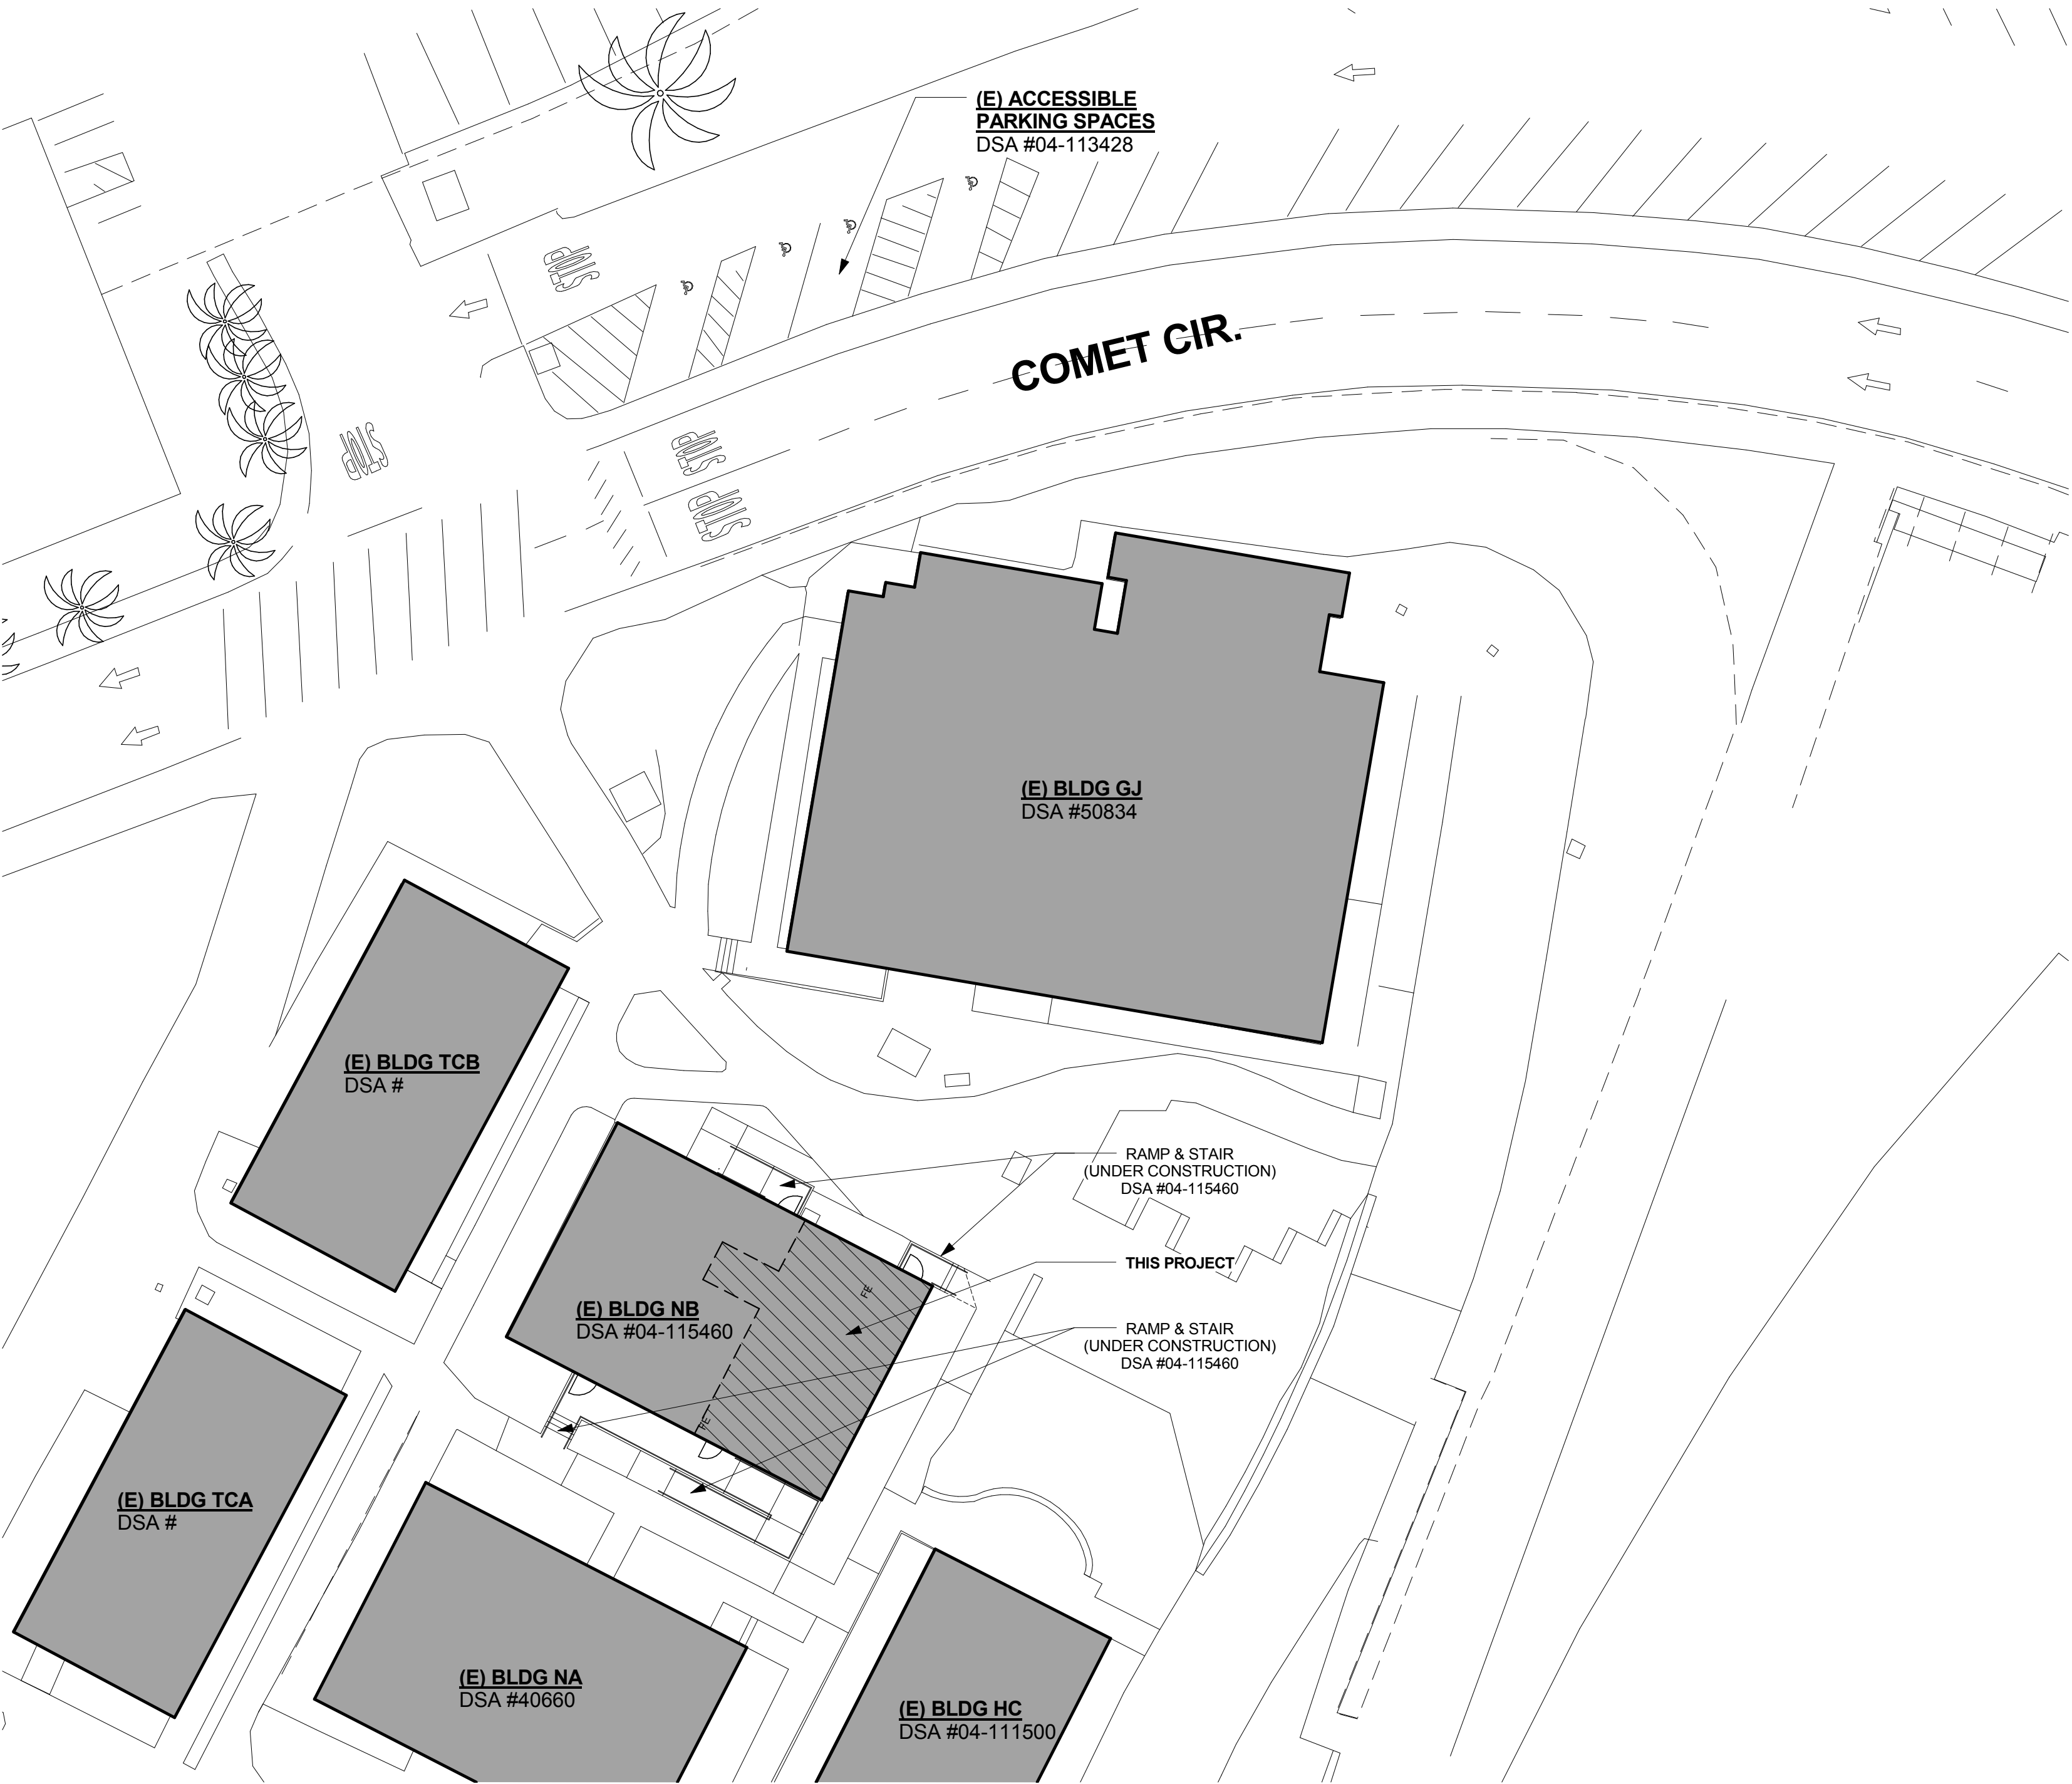 (E) ACCESSIBLE
PARKING SPACES
DSA #04-113428
STOP
COMET CIR.
STOP
STOP
STOP
(E) BLDG GJ
DSA #50834
(E) BLDG TCB
DSA #
RAMP & STAIR
(UNDER CONSTRUCTION)
DSA #04-115460
THIS PROJECT
FE
(E) BLDG NB
DSA #04-115460
RAMP & STAIR
(UNDER CONSTRUCTION)
DSA #04-115460
FE
(E) BLDG TCA
DSA #
(E) BLDG NA
DSA #40660
(E) BLDG HC
DSA #04-111500